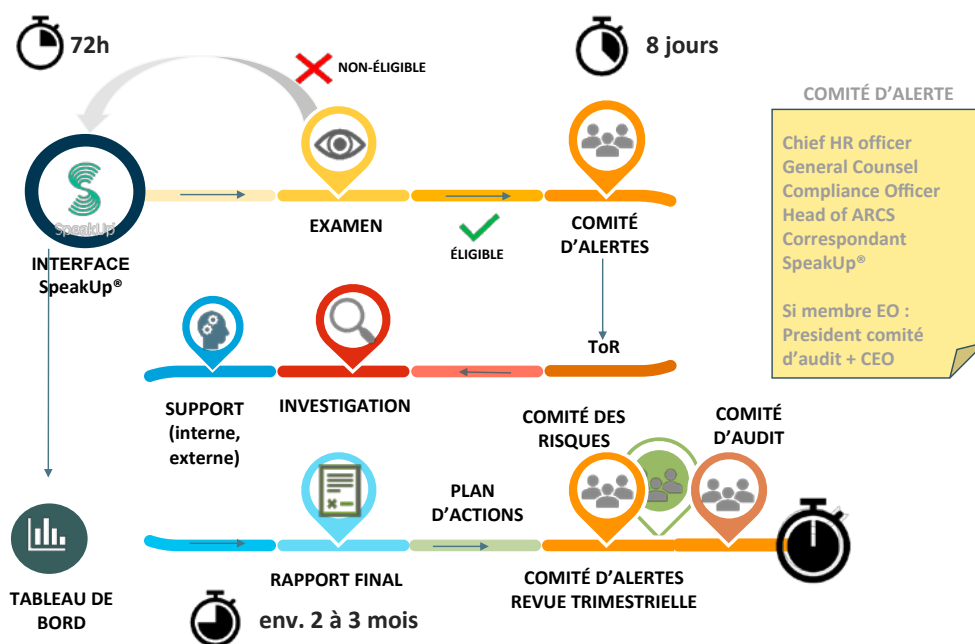 72h
NON-ÉLIGIBLE
8 jours
COMITÉ D’ALERTE
Chief HR officer
General Counsel
Compliance Officer
Head of ARCS
Correspondant
SpeakUp®
Si membre EO :
President comité
d’audit + CEO
SpeakUp
INTERFACE
SpeakUp®
EXAMEN
ÉLIGIBLE
COMITÉ
D’ALERTES
ToR
SUPPORT
(interne,
externe)
INVESTIGATION
COMITÉ DES
RISQUES
COMITÉ
D’AUDIT
PLAN
D’ACTIONS
TABLEAU DE
BORD
RAPPORT FINAL
COMITÉ D’ALERTES
REVUE TRIMESTRIELLE
env. 2 à 3 mois